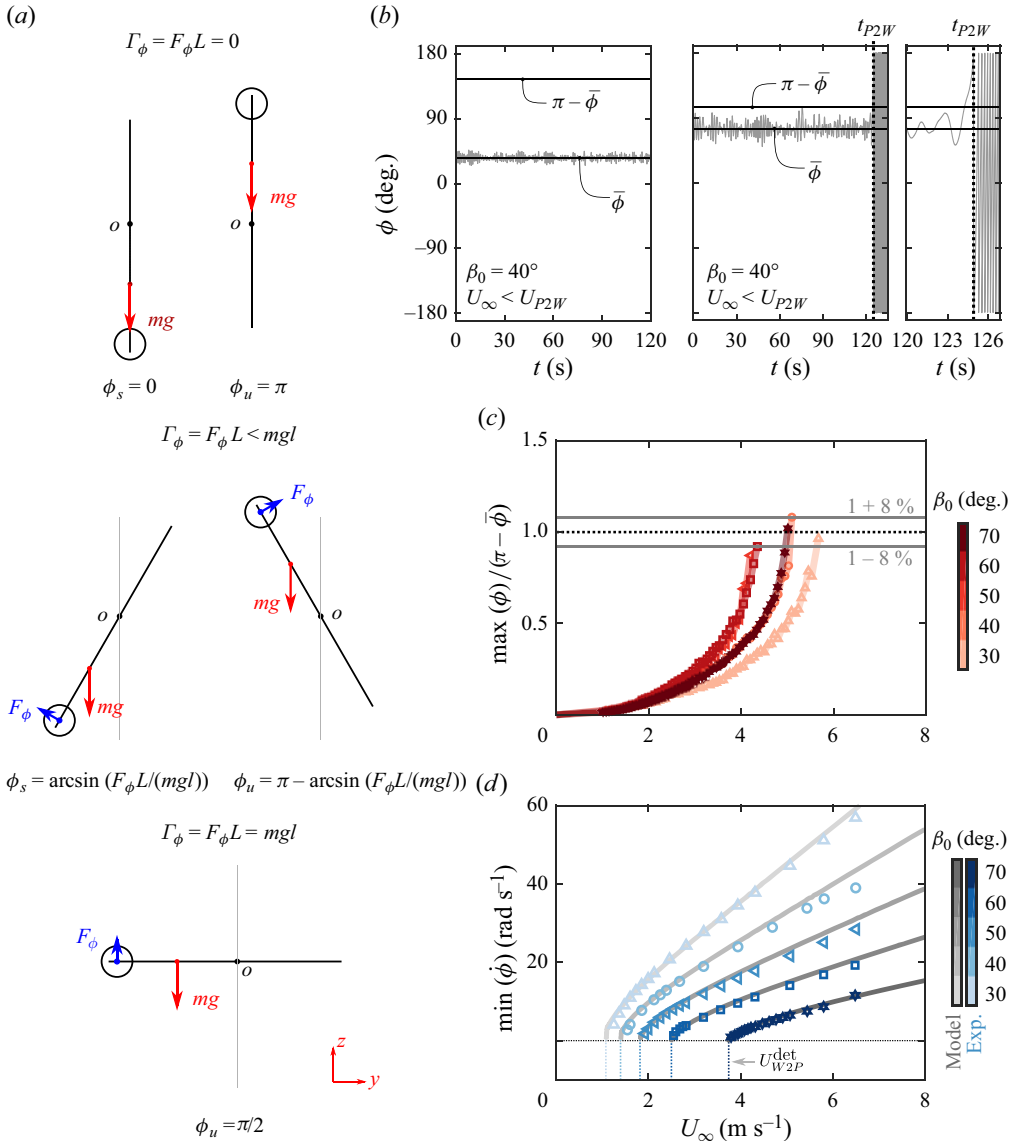 (a)
Γ_ϕ = F_ϕ L = 0
o
mg
mg
o
ϕ_s = 0
ϕ_u = π
Γ_ϕ = F_ϕ L < mgl
F_ϕ
mg
o
F_ϕ
mg
o
ϕ_s = arcsin (F_ϕ L/(mgl))
ϕ_u = π – arcsin (F_ϕ L/(mgl))
Γ_ϕ = F_ϕ L = mgl
F_ϕ
mg
o
z
y
ϕ_u = π/2
(b)
t_P2W
t_P2W
180
90
0
–90
–180
ϕ (deg.)
π – ϕ̅
ϕ̅
β_0 = 40°
U_∞ < U_P2W
0 30 60 90 120
t (s)
π – ϕ̅
ϕ̅
β_0 = 40°
U_∞ < U_P2W
0 30 60 90 120
t (s)
120 123 126
t (s)
(c)
1.5
1.0
0.5
0 2 4 6 8
max (ϕ)/(π – ϕ̅)
1 + 8 %
1 – 8 %
β_0 (deg.)
70
60
50
40
30
(d)
60
40
20
0 2 4 6 8
min (ϕ̇) (rad s⁻¹)
U_∞ (m s⁻¹)
U^det_W2P
β_0 (deg.)
70
60
50
40
30
Model
Exp.